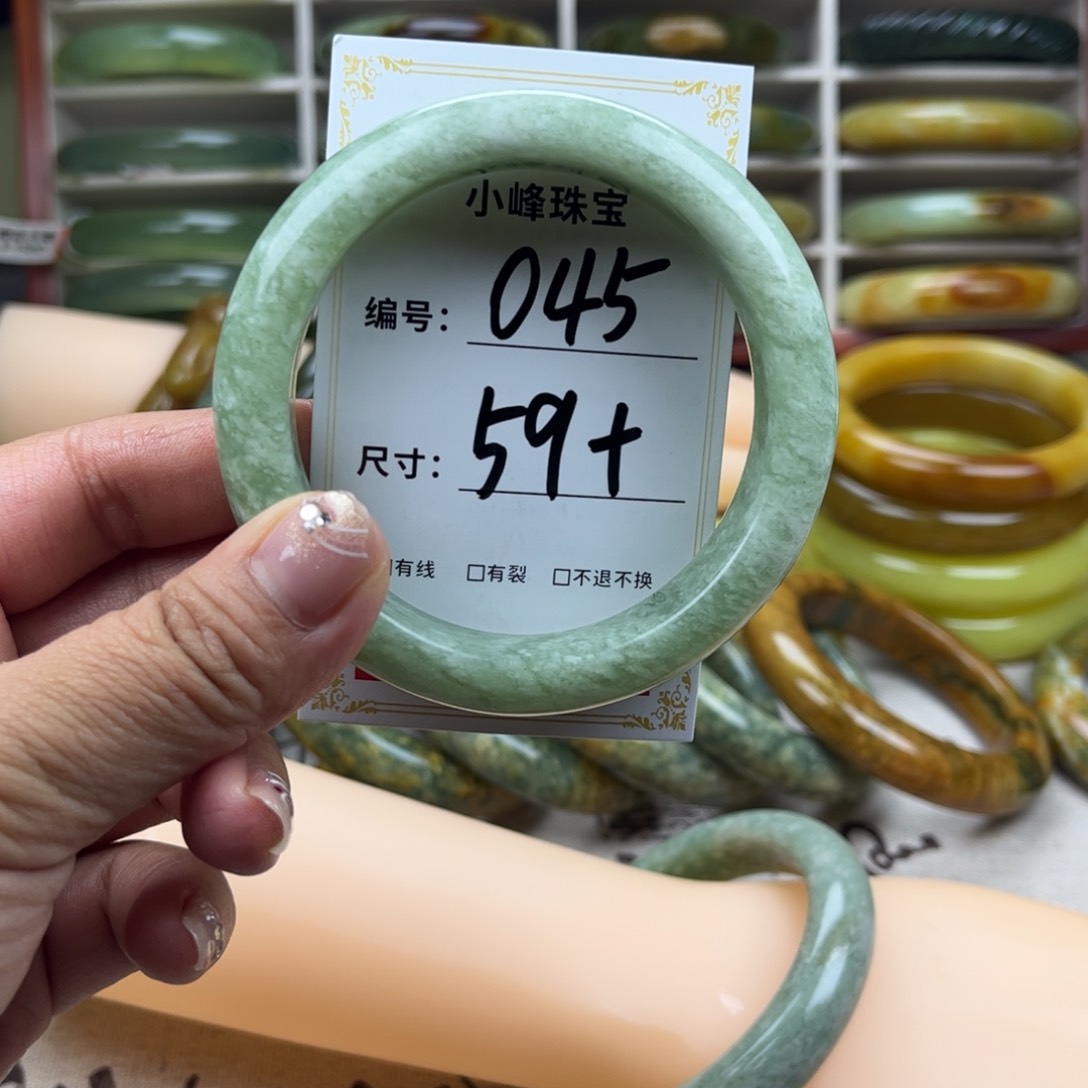 小峰珠宝
编号： 045
尺寸： 59+
有线 □有裂 □不退不换